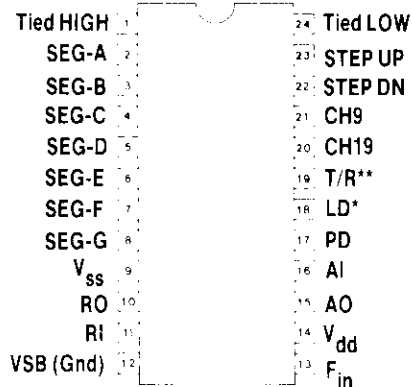 Tied HIGH 1 24 Tied LOW
SEG-A 2 23 STEP UP
SEG-B 3 22 STEP DN
SEG-C 4 21 CH9
SEG-D 5 20 CH19
SEG-E 6 19 T/R**
SEG-F 7 18 LD*
SEG-G 8 17 PD
Vss 9 16 AI
RO 10 15 AO
RI 11 14 Vdd
VSB (Gnd) 12 13 Fin